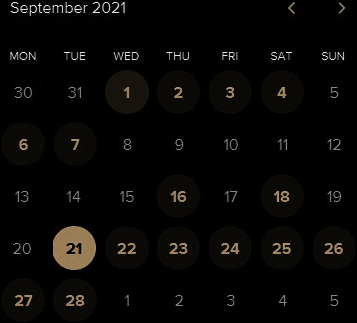 September 2021
MON TUE WED THU FRI SAT SUN
30 31 1 2 3 4 5
6 7 8 9 10 11 12
13 14 15 16 17 18 19
20 21 22 23 24 25 26
27 28 1 2 3 4 5